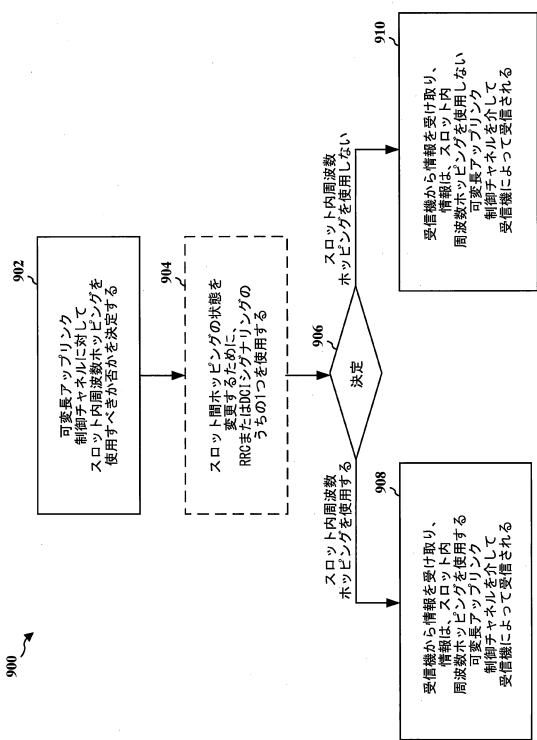 900
902
可変長アップリンク
制御チャネルに対して
スロット内周波数ホッピングを
使用すべきか否かを決定する
904
スロット間ホッピングの状態を
変更するために、
RRCまたはDCIシグナリングの
うちの1つを使用する
906
決定
スロット内周波数
ホッピングを使用する
スロット内周波数
ホッピングを使用しない
908
受信機から情報を受け取り、
情報は、スロット内
周波数ホッピングを使用する
可変長アップリンク
制御チャネルを介して
受信機によって受信される
910
受信機から情報を受け取り、
情報は、スロット内
周波数ホッピングを使用しない
可変長アップリンク
制御チャネルを介して
受信機によって受信される